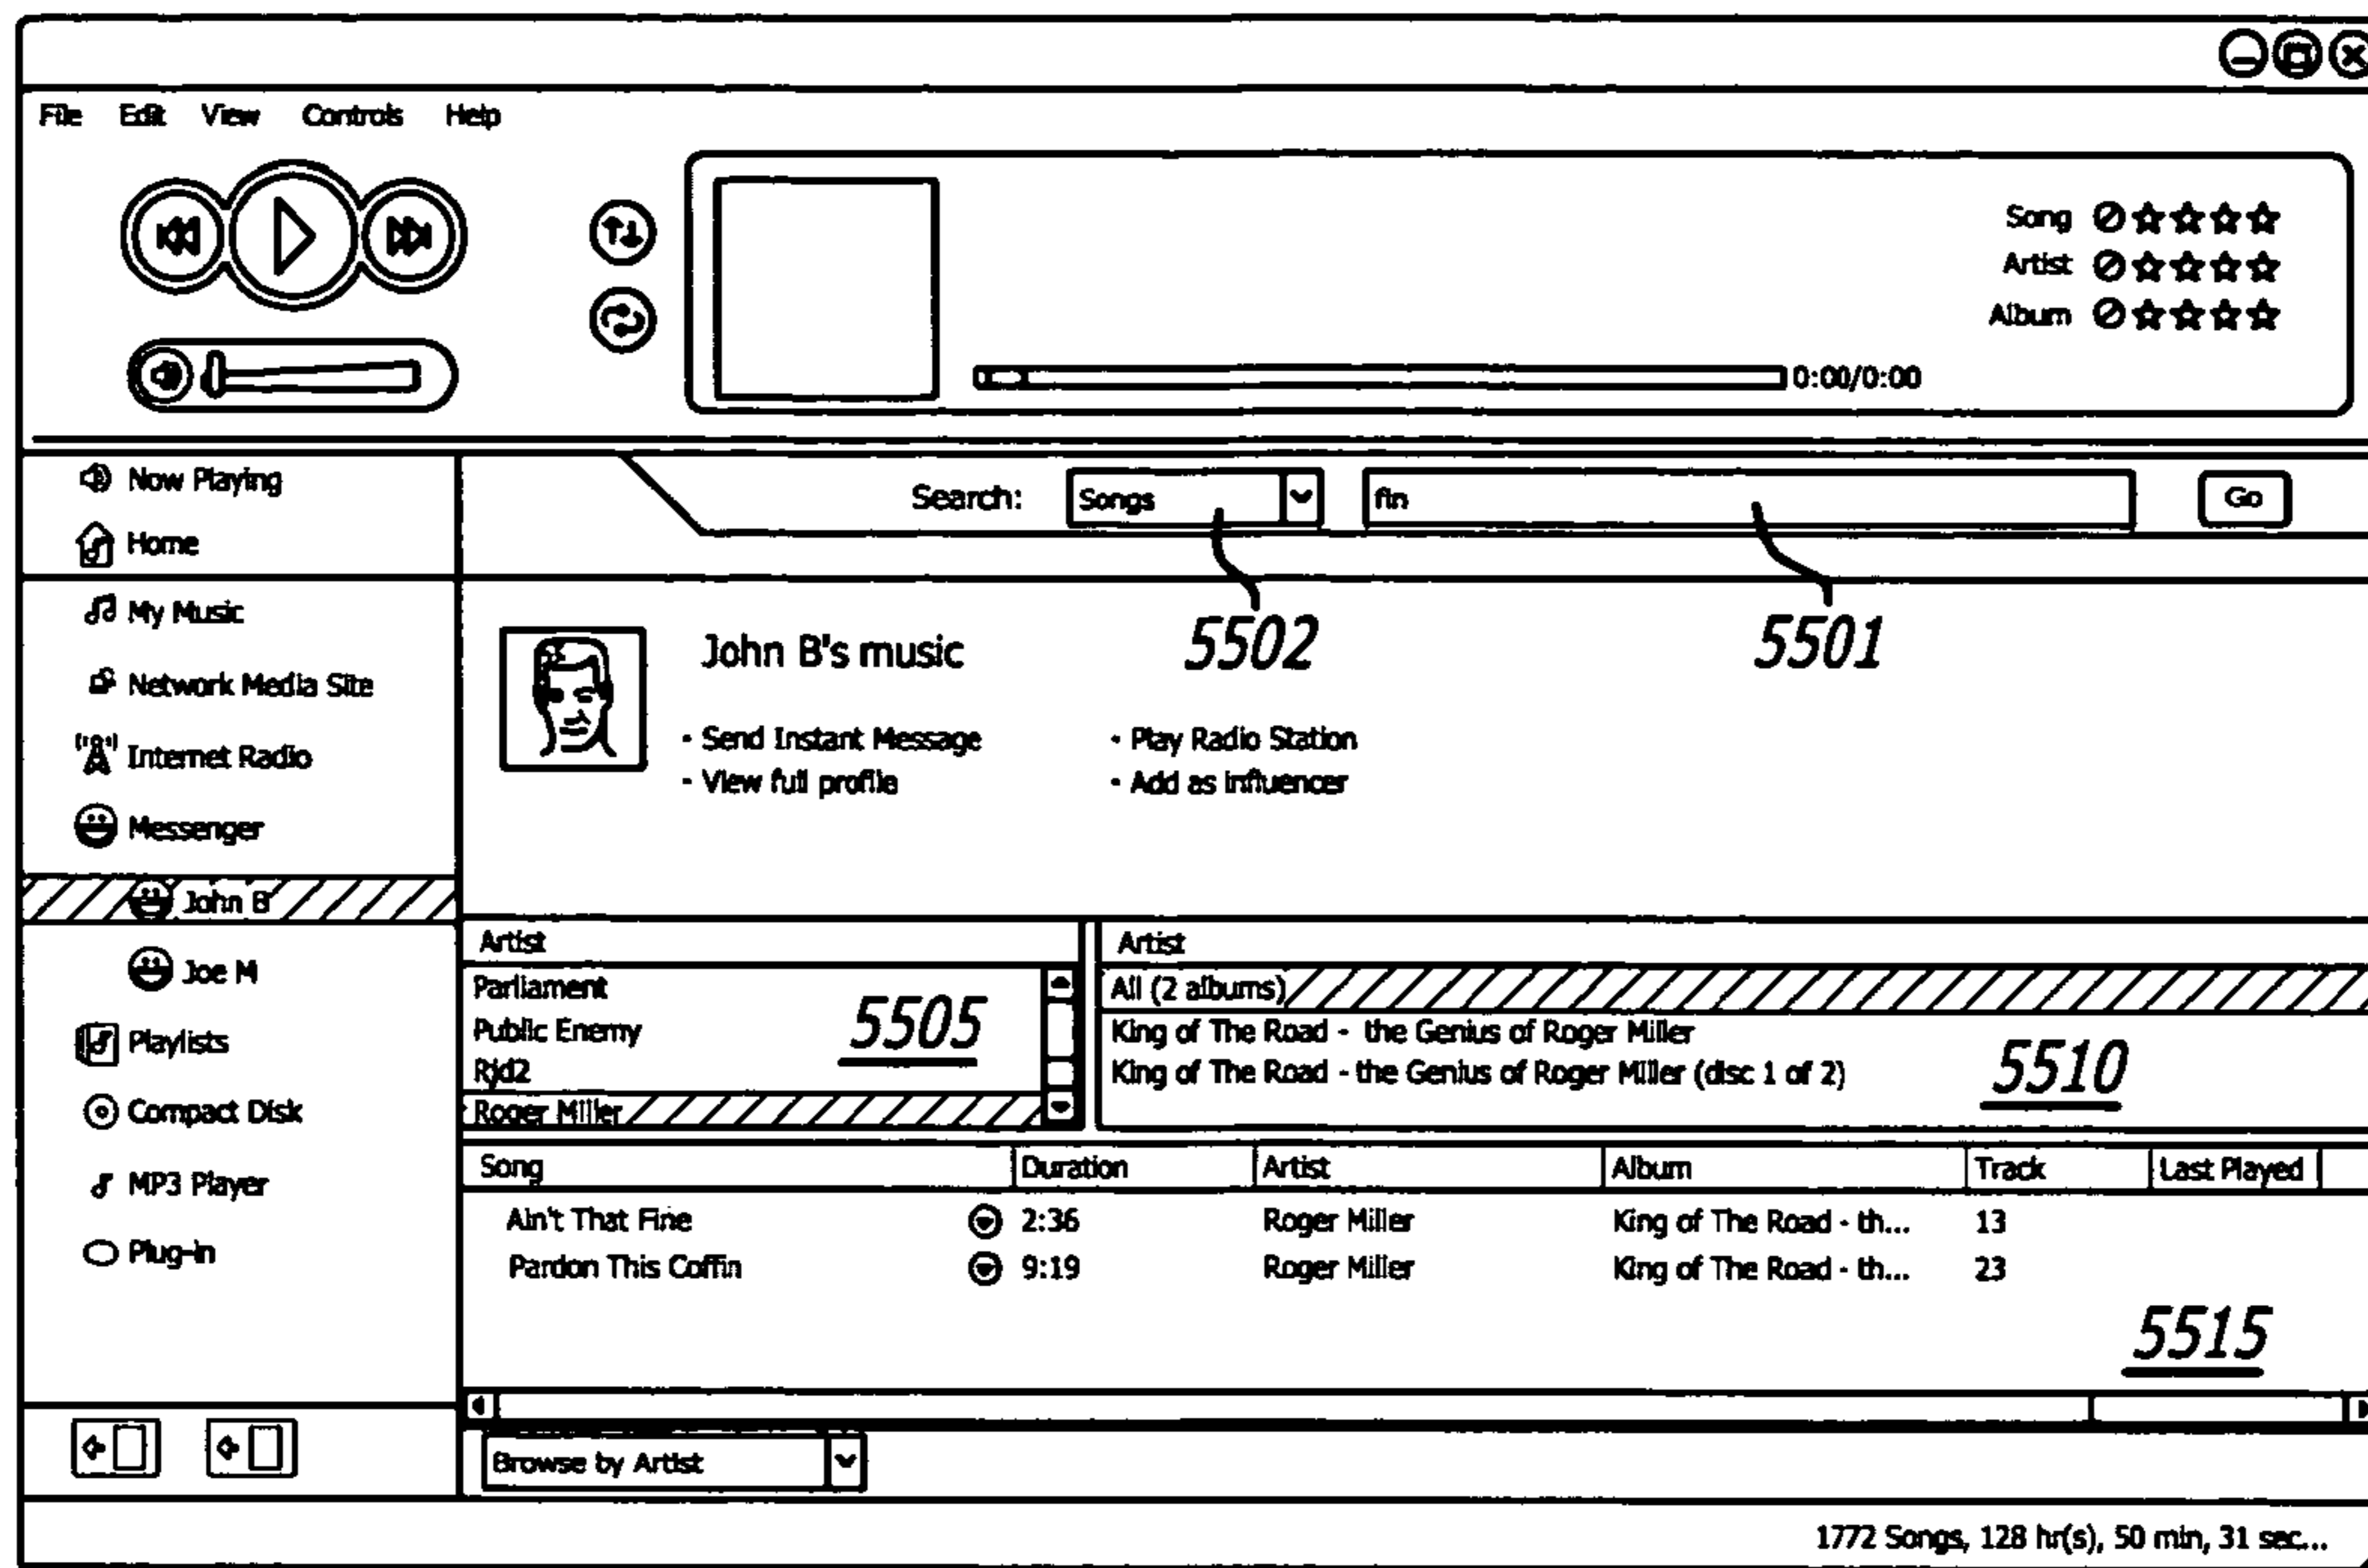 File Edit View Controls Help
Song
Artist
Album
0:00/0:00
Now Playing
Home
My Music
Network Media Site
Internet Radio
Messenger
John B
Joe M
Playlists
Compact Disk
MP3 Player
Plug-in
Search: Songs fin Go
5502 5501
John B's music
- Send Instant Message - Play Radio Station
- View full profile - Add as influencer
Artist
Parliament
Public Enemy
Rjd2
Roger Miller
5505
Artist
All (2 albums)
King of The Road - the Genius of Roger Miller
King of The Road - the Genius of Roger Miller (disc 1 of 2)
5510
Song Duration Artist Album Track Last Played
Ain't That Fine 2:36 Roger Miller King of The Road - th... 13
Pardon This Coffin 9:19 Roger Miller King of The Road - th... 23
5515
Browse by Artist
1772 Songs, 128 hr(s), 50 min, 31 sec...